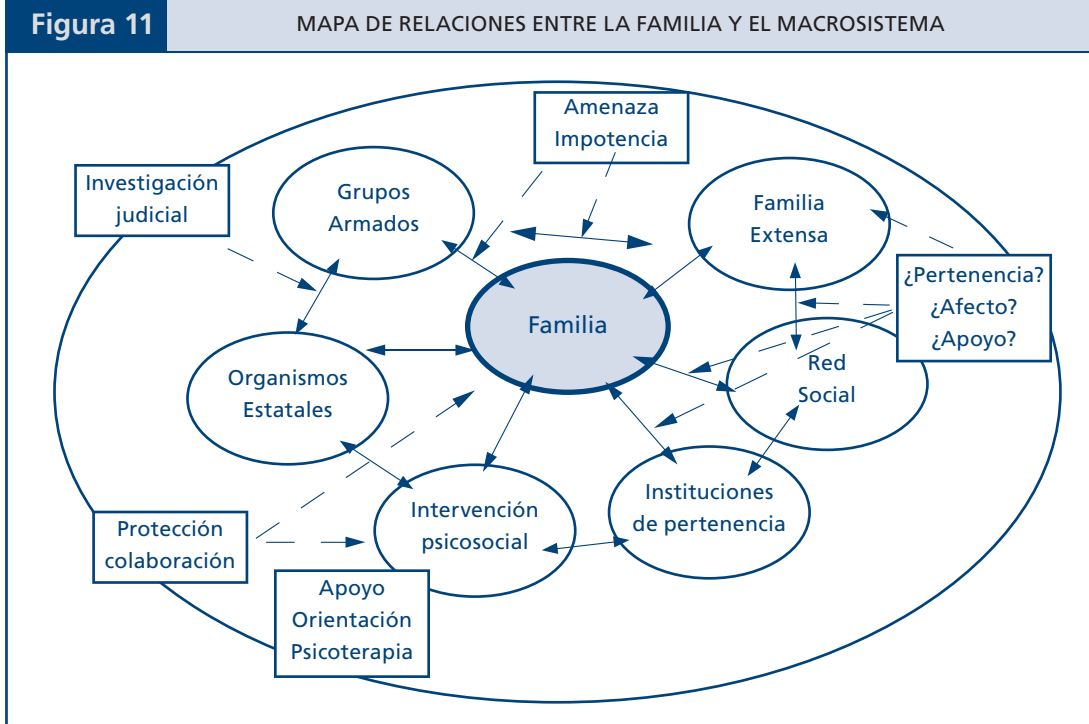 Figura 11
MAPA DE RELACIONES ENTRE LA FAMILIA Y EL MACROSISTEMA
Amenaza
Impotencia
Investigación
judicial
Grupos
Armados
Familia
Extensa
¿Pertenencia?
¿Afecto?
¿Apoyo?
Familia
Red
Social
Organismos
Estatales
Instituciones
de pertenencia
Intervención
psicosocial
Protección
colaboración
Apoyo
Orientación
Psicoterapia